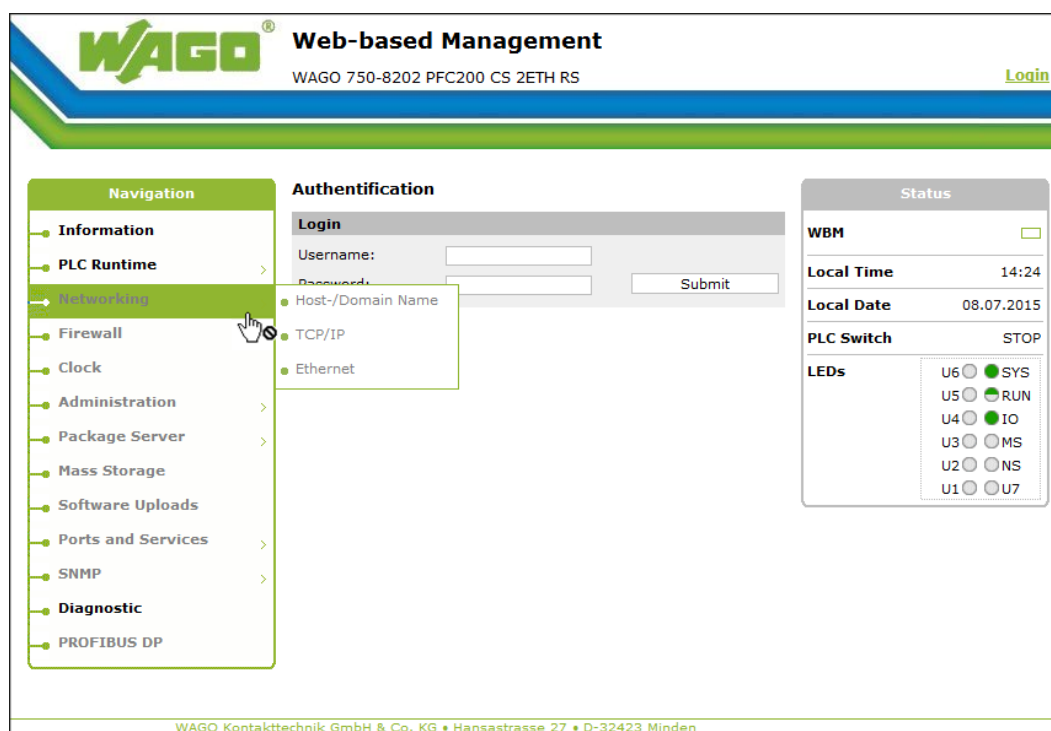 WAGO®
Web-based Management
WAGO 750-8202 PFC200 CS 2ETH RS
Login
Navigation
Information
PLC Runtime
Networking
Firewall
Clock
Administration
Package Server
Mass Storage
Software Uploads
Ports and Services
SNMP
Diagnostic
PROFIBUS DP
Host-/Domain Name
TCP/IP
Ethernet
Authentification
Login
Username:
Password:
Submit
Status
WBM
Local Time 14:24
Local Date 08.07.2015
PLC Switch STOP
LEDs
U6 SYS
U5 RUN
U4 IO
U3 MS
U2 NS
U1 U7
WAGO Kontakttechnik GmbH & Co. KG • Hansastrasse 27 • D-32423 Minden